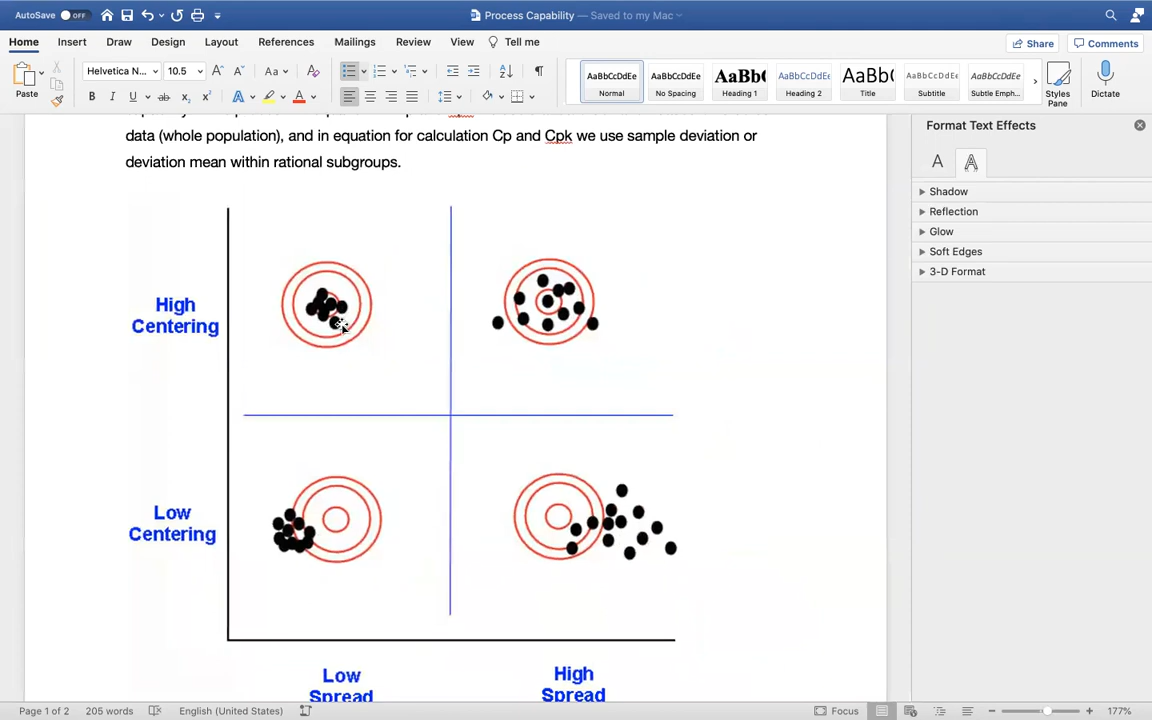 AutoSave OFF
Process Capability — Saved to my Mac
Home Insert Draw Design Layout References Mailings Review View Tell me
Share Comments
Paste
Helvetica N... 10.5
Aa
B I U ab X₂ X² A A
AaBbCcDdEe Normal
AaBbCcDdEe No Spacing
AaBb( Heading 1
AaBbCcDdEe Heading 2
AaBbC Title
AaBbCcDdEe Subtitle
AaBbCcDdEe Subtle Emph...
Styles Pane
Dictate
data (whole population), and in equation for calculation Cp and Cpk we use sample deviation or
deviation mean within rational subgroups.
High
Centering
Low
Centering
Low
Spread
High
Spread
Format Text Effects
A A
Shadow
Reflection
Glow
Soft Edges
3-D Format
Page 1 of 2 205 words English (United States) Focus 177%